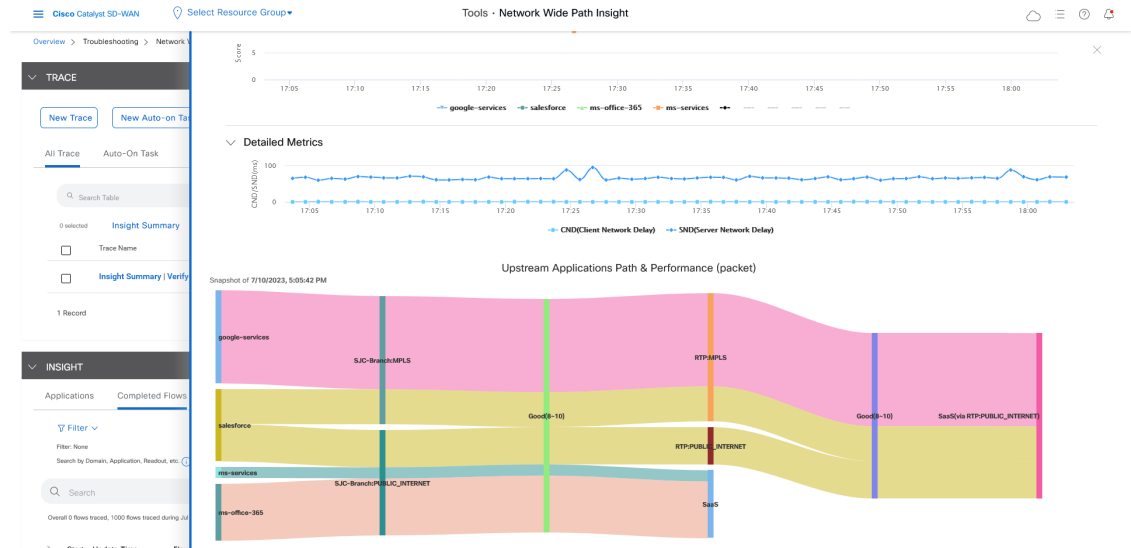 Cisco Catalyst SD-WAN
Select Resource Group▾
Tools · Network Wide Path Insight
Overview > Troubleshooting > Network
TRACE
New Trace
New Auto-on
All Trace
Auto-On Task
Search Table
0 selected
Insight Summary
Trace Name
Insight Summary | Verify
1 Record
INSIGHT
Applications
Completed Flows
Filter
Filter: None
Search by Domain, Application, Readout, etc.
Search
Overall 0 flows traced, 1000 flows traced during
Score
5
0
17:05 17:10 17:15 17:20 17:25 17:30 17:35 17:40 17:45 17:50 17:55 18:00
google-services salesforce ms-office-365 ms-services
Detailed Metrics
CND/SND(ms)
100
0
17:05 17:10 17:15 17:20 17:25 17:30 17:35 17:40 17:45 17:50 17:55 18:00
CND(Client Network Delay) SND(Server Network Delay)
Upstream Applications Path & Performance (packet)
Snapshot of 7/10/2023, 5:05:42 PM
google-services
SJC-Branch:MPLS
RTP:MPLS
Good(8-10)
Good(8-10)
SaaS(via RTP:PUBLIC_INTERNET)
salesforce
RTP:PUBLIC_INTERNET
ms-services
SJC-Branch:PUBLIC_INTERNET
SaaS
ms-office-365